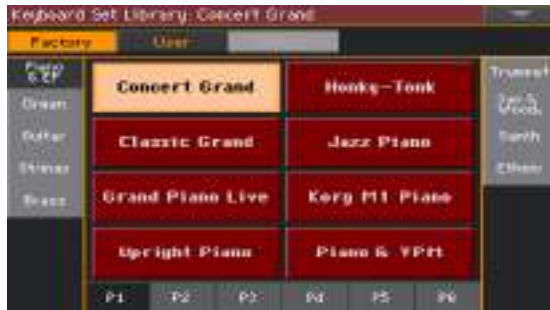 Keyboard Set Library: Concert Grand
Factory User
Piano & EP
Organ
Guitar
Strings
Brass
Concert Grand
Honky-Tonk
Classic Grand
Jazz Piano
Grand Piano Live
Korg M1 Piano
Upright Piano
Piano & VPM
Trumpet
Synth
Ethnic
P1 P2 P3 P4 P5 P6